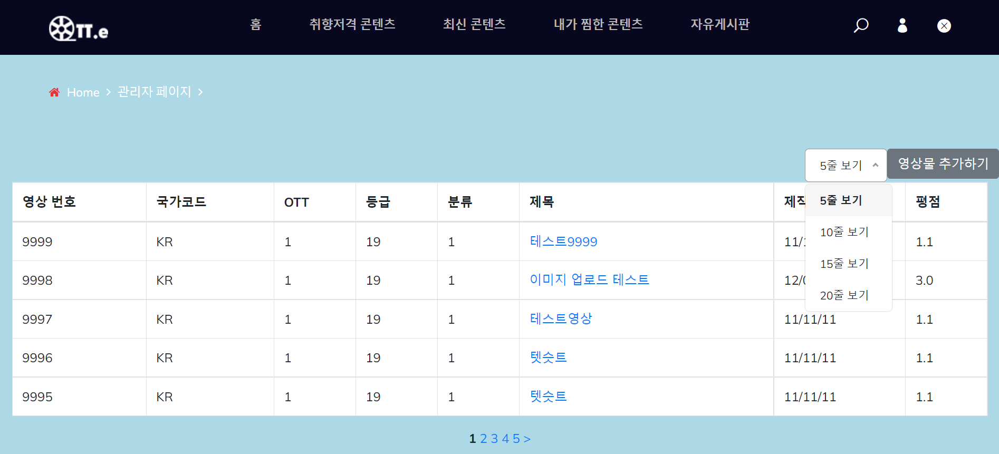 OTT.e
홈 취향저격 콘텐츠 최신 콘텐츠 내가 찜한 콘텐츠 자유게시판
Home > 관리자 페이지 >
5줄 보기 영상물 추가하기
5줄 보기
10줄 보기
15줄 보기
20줄 보기
영상 번호 국가코드 OTT 등급 분류 제목 제작 평점
9999 KR 1 19 1 테스트9999 11/ 1.1
9998 KR 1 19 1 이미지 업로드 테스트 12/ 3.0
9997 KR 1 19 1 테스트영상 11/11/11 1.1
9996 KR 1 19 1 텟슷트 11/11/11 1.1
9995 KR 1 19 1 텟슷트 11/11/11 1.1
1 2 3 4 5 >